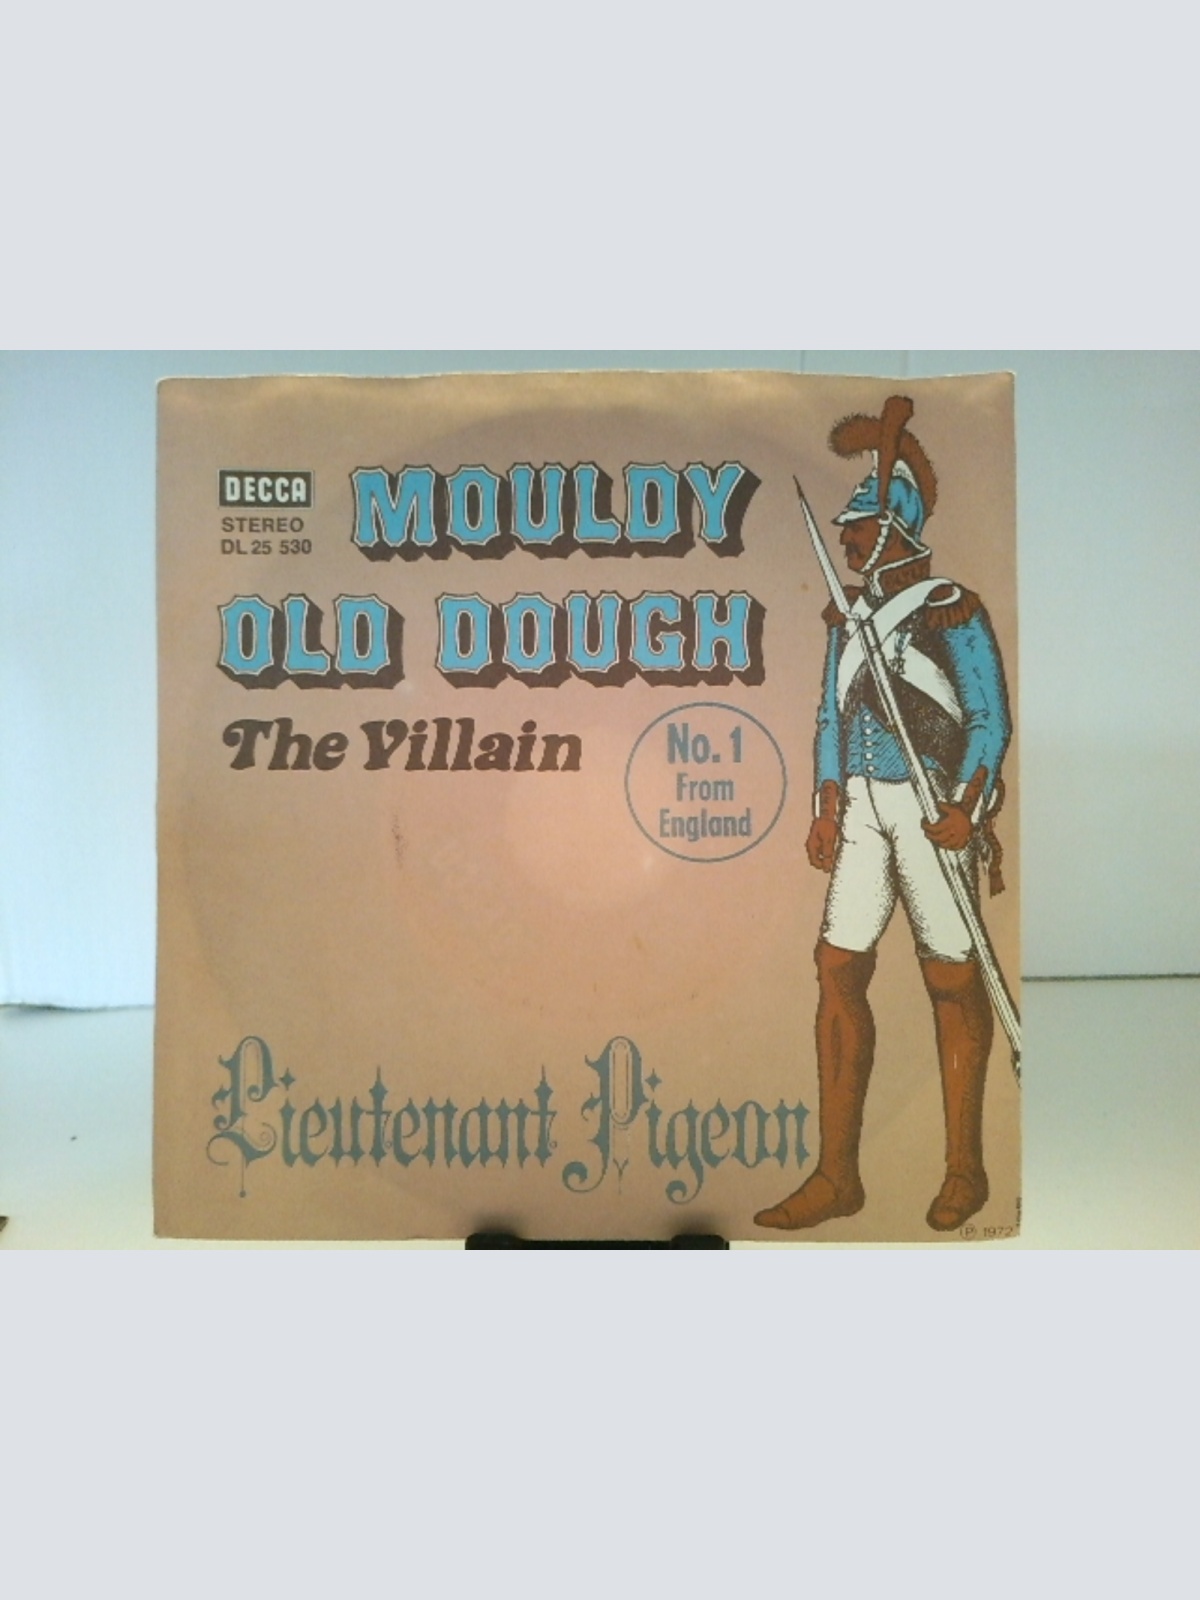 DECCA
STEREO
DL 25 530
MOULDY
OLD DOUGH
The Villain
No. 1
From
England
Lieutenant Pigeon
Ⓟ 1972